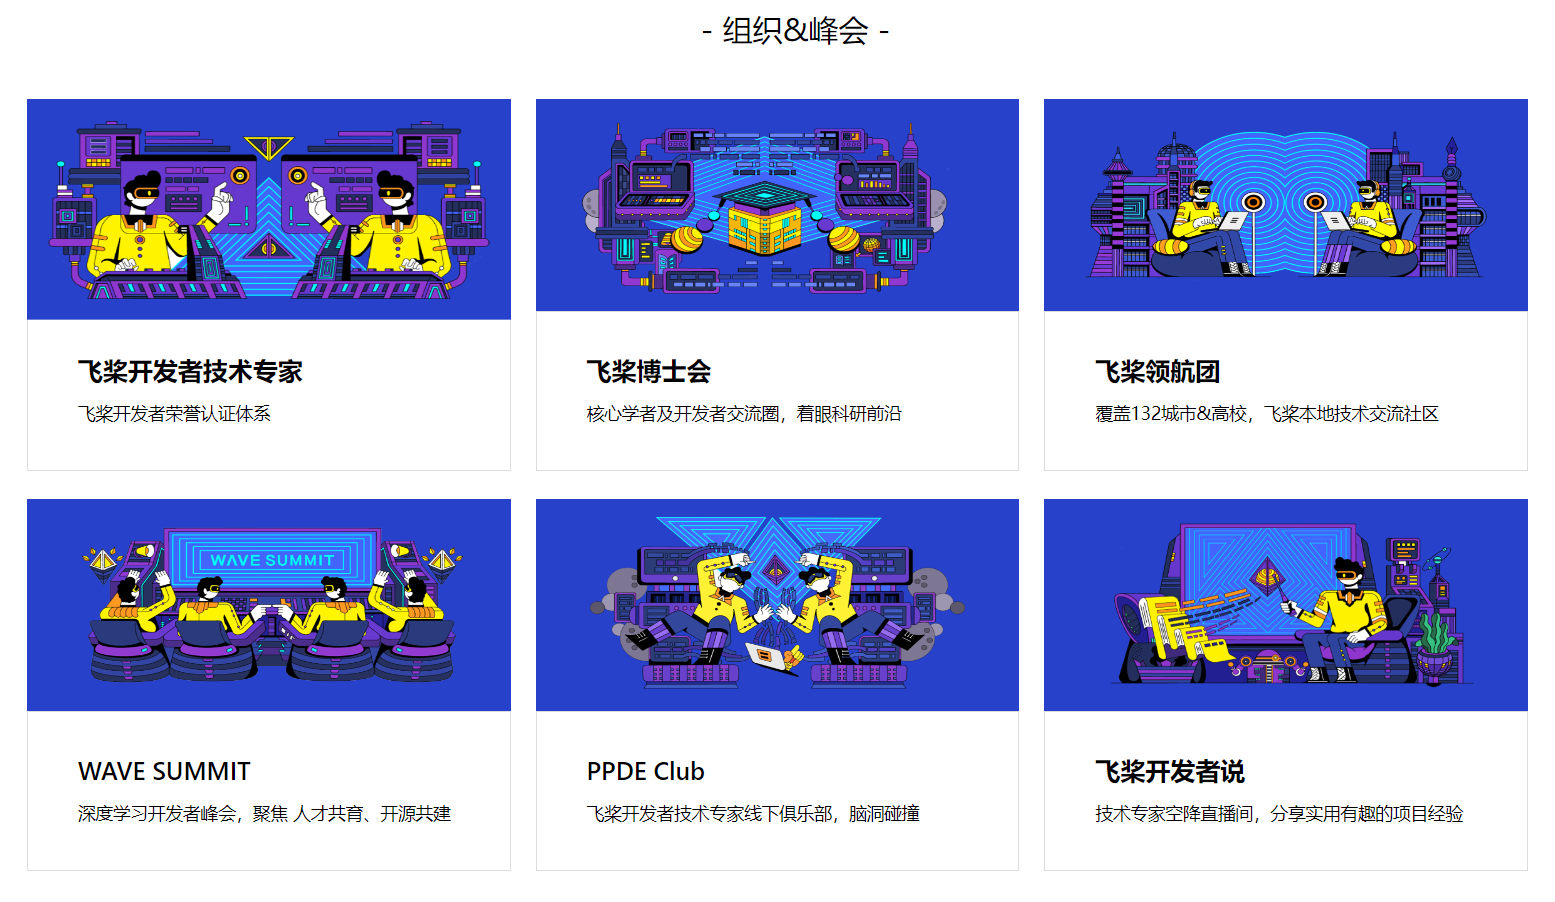 - 组织&峰会 -
飞桨开发者技术专家
飞桨开发者荣誉认证体系
飞桨博士会
核心学者及开发者交流圈，着眼科研前沿
飞桨领航团
覆盖132城市&高校，飞桨本地技术交流社区
WAVE SUMMIT
WAVE SUMMIT
深度学习开发者峰会，聚焦 人才共育、开源共建
PPDE Club
飞桨开发者技术专家线下俱乐部，脑洞碰撞
飞桨开发者说
技术专家空降直播间，分享实用有趣的项目经验